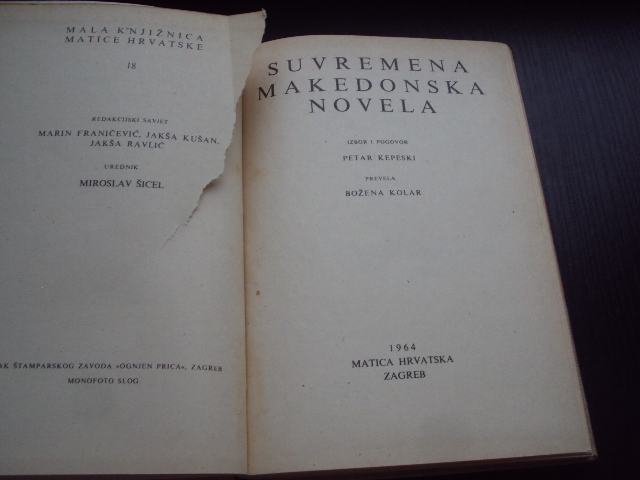 MALA KNJIŽNICA
MATICE HRVATSKE
18
REDAKCIJSKI SAVJET
MARIN FRANIČEVIĆ, JAKŠA KUŠAN,
JAKŠA RAVLIĆ
UREDNIK
MIROSLAV ŠICEL
ŠTAMPARSKOG ZAVODA »OGNJEN PRICA«, ZAGREB
MONOFOTO SLOG
SUVREMENA
MAKEDONSKA
NOVELA
IZBOR I POGOVOR
PETAR KEPESKI
PREVELA
BOŽENA KOLAR
1964
MATICA HRVATSKA
ZAGREB